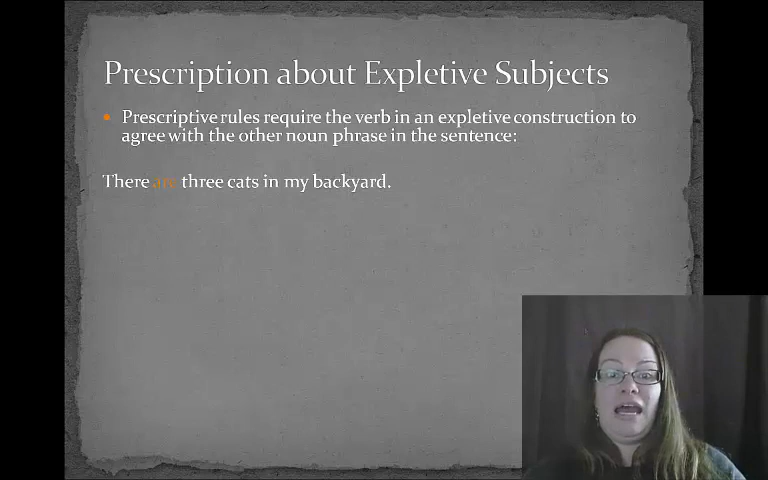 Prescription about Expletive Subjects
Prescriptive rules require the verb in an expletive construction to
agree with the other noun phrase in the sentence:
There are three cats in my backyard.